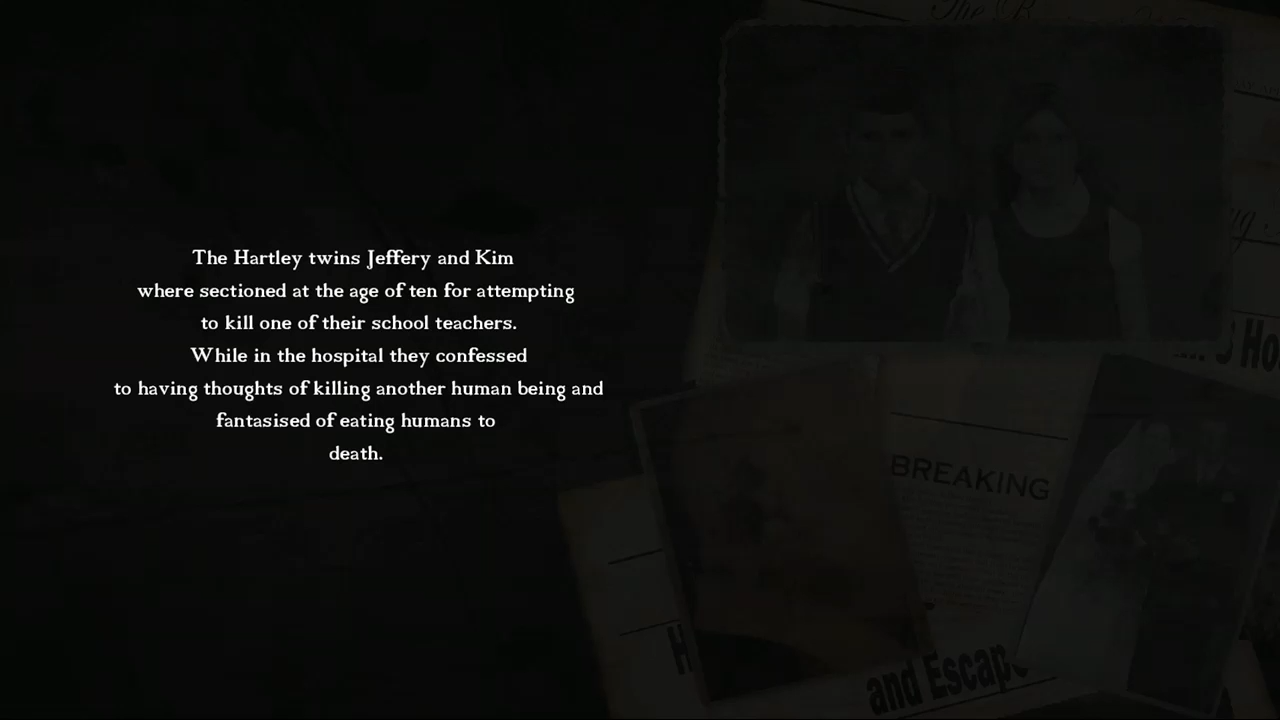 The Hartley twins Jeffery and Kim
where sectioned at the age of ten for attempting
to kill one of their school teachers.
While in the hospital they confessed
to having thoughts of killing another human being and
fantasised of eating humans to
death.
BREAKING
and Escape